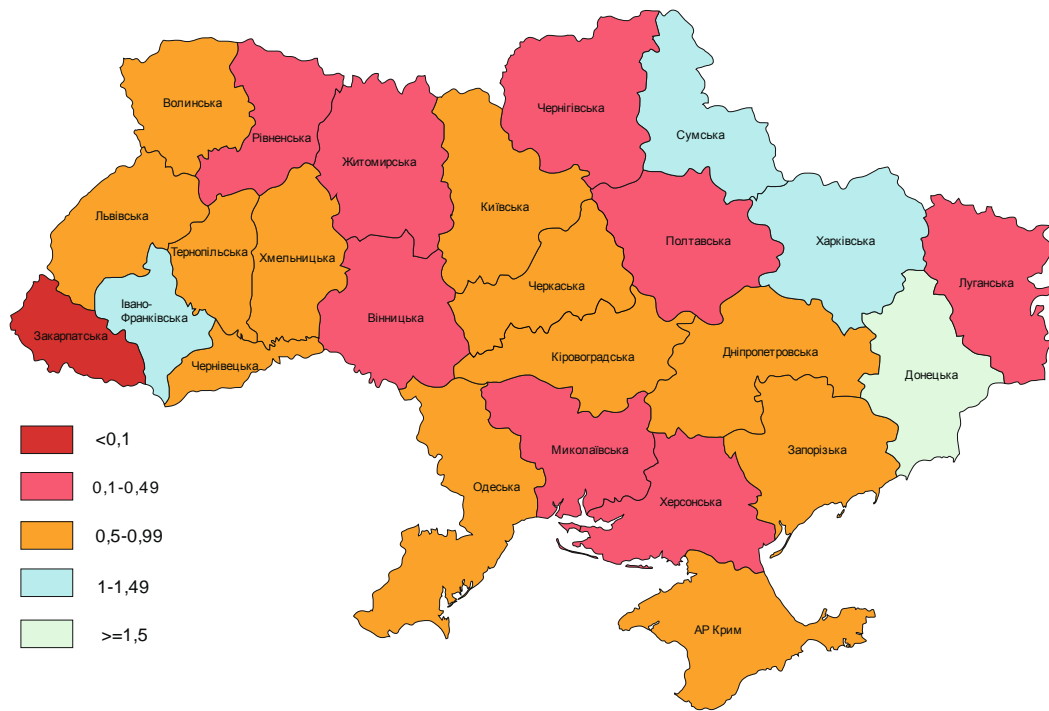 Волинська
Рівненська
Житомирська
Чернігівська
Сумська
Львівська
Тернопільська
Хмельницька
Київська
Черкаська
Полтавська
Харківська
Луганська
Івано-
Франківська
Закарпатська
Чернівецька
Вінницька
Кіровоградська
Дніпропетровська
Донецька
Миколаївська
Запорізька
Одеська
Херсонська
АР Крим
<0,1
0,1-0,49
0,5-0,99
1-1,49
>=1,5